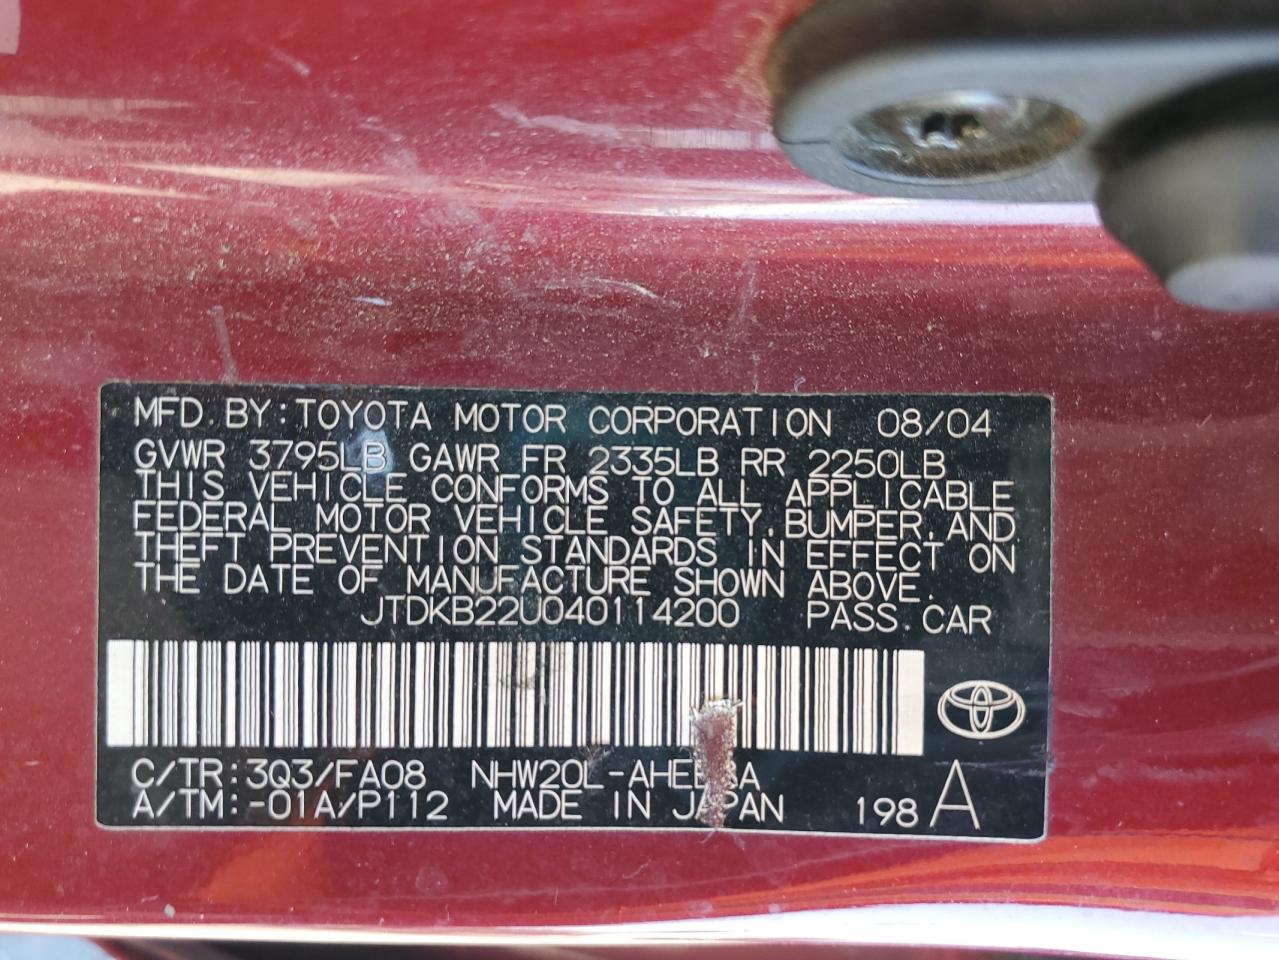 MFD.BY:TOYOTA MOTOR CORPORATION 08/04
GVWR 3795LB GAWR FR 2335LB RR 2250LB
THIS VEHICLE CONFORMS TO ALL APPLICABLE
FEDERAL MOTOR VEHICLE SAFETY,BUMPER,AND
THEFT PREVENTION STANDARDS IN EFFECT ON
THE DATE OF MANUFACTURE SHOWN ABOVE.
JTDKB22U040114200 PASS.CAR
C/TR:3Q3/FA08
A/TM:-01A/P112 MADE IN JAPAN 198 A